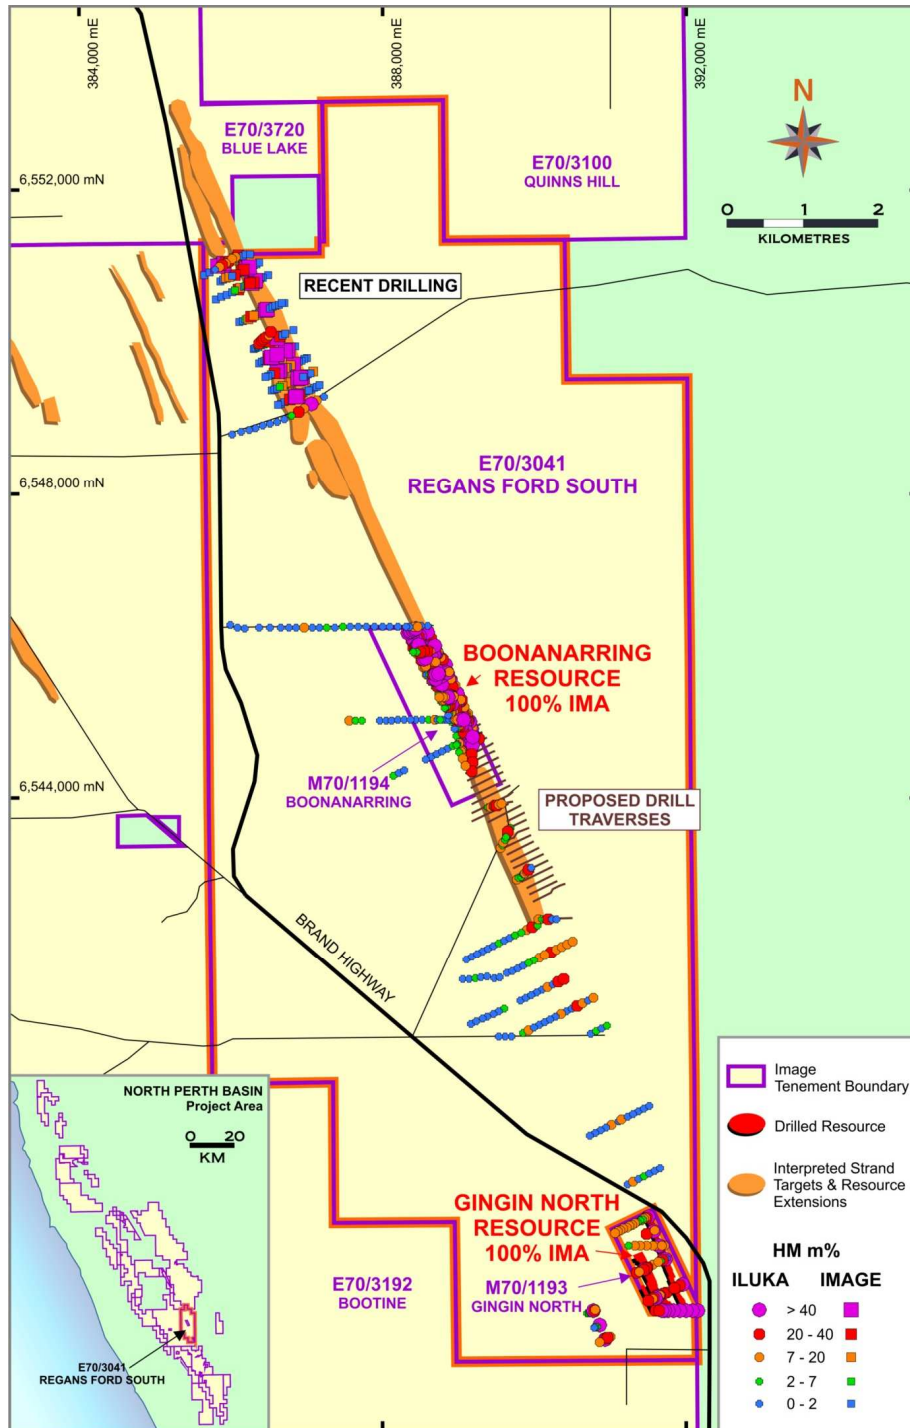 384,000 mE
388,000 mE
392,000 mE
N
E70/3720
BLUE LAKE
E70/3100
QUINNS HILL
6,552,000 mN
0 1 2
KILOMETRES
RECENT DRILLING
E70/3041
REGANS FORD SOUTH
6,548,000 mN
BOONANARRING
RESOURCE
100% IMA
M70/1194
BOONANARRING
6,544,000 mN
PROPOSED DRILL
TRAVERSES
BRAND HIGHWAY
GINGIN NORTH
RESOURCE
100% IMA
M70/1193
GINGIN NORTH
E70/3192
BOOTINE
NORTH PERTH BASIN
Project Area
0 20
KM
E70/3041
REGANS FORD SOUTH
Image
Tenement Boundary
Drilled Resource
Interpreted Strand
Targets & Resource
Extensions
HM m%
ILUKA IMAGE
> 40
20 - 40
7 - 20
2 - 7
0 - 2